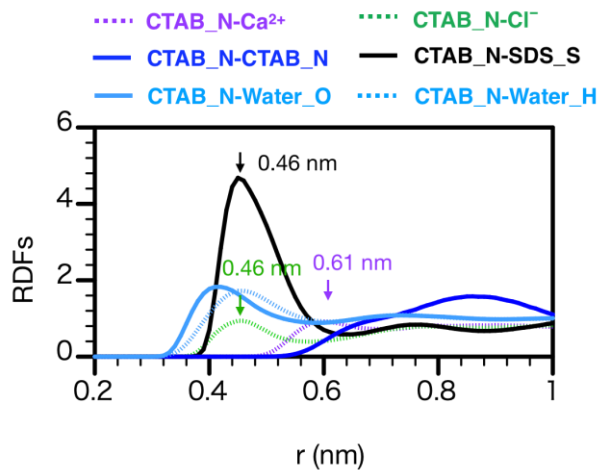 CTAB_N-Ca²⁺ CTAB_N-Cl⁻
CTAB_N-CTAB_N CTAB_N-SDS_S
CTAB_N-Water_O CTAB_N-Water_H
6
0.46 nm
4
0.46 nm 0.61 nm
2
0
RDFs
0.2 0.4 0.6 0.8 1
r (nm)